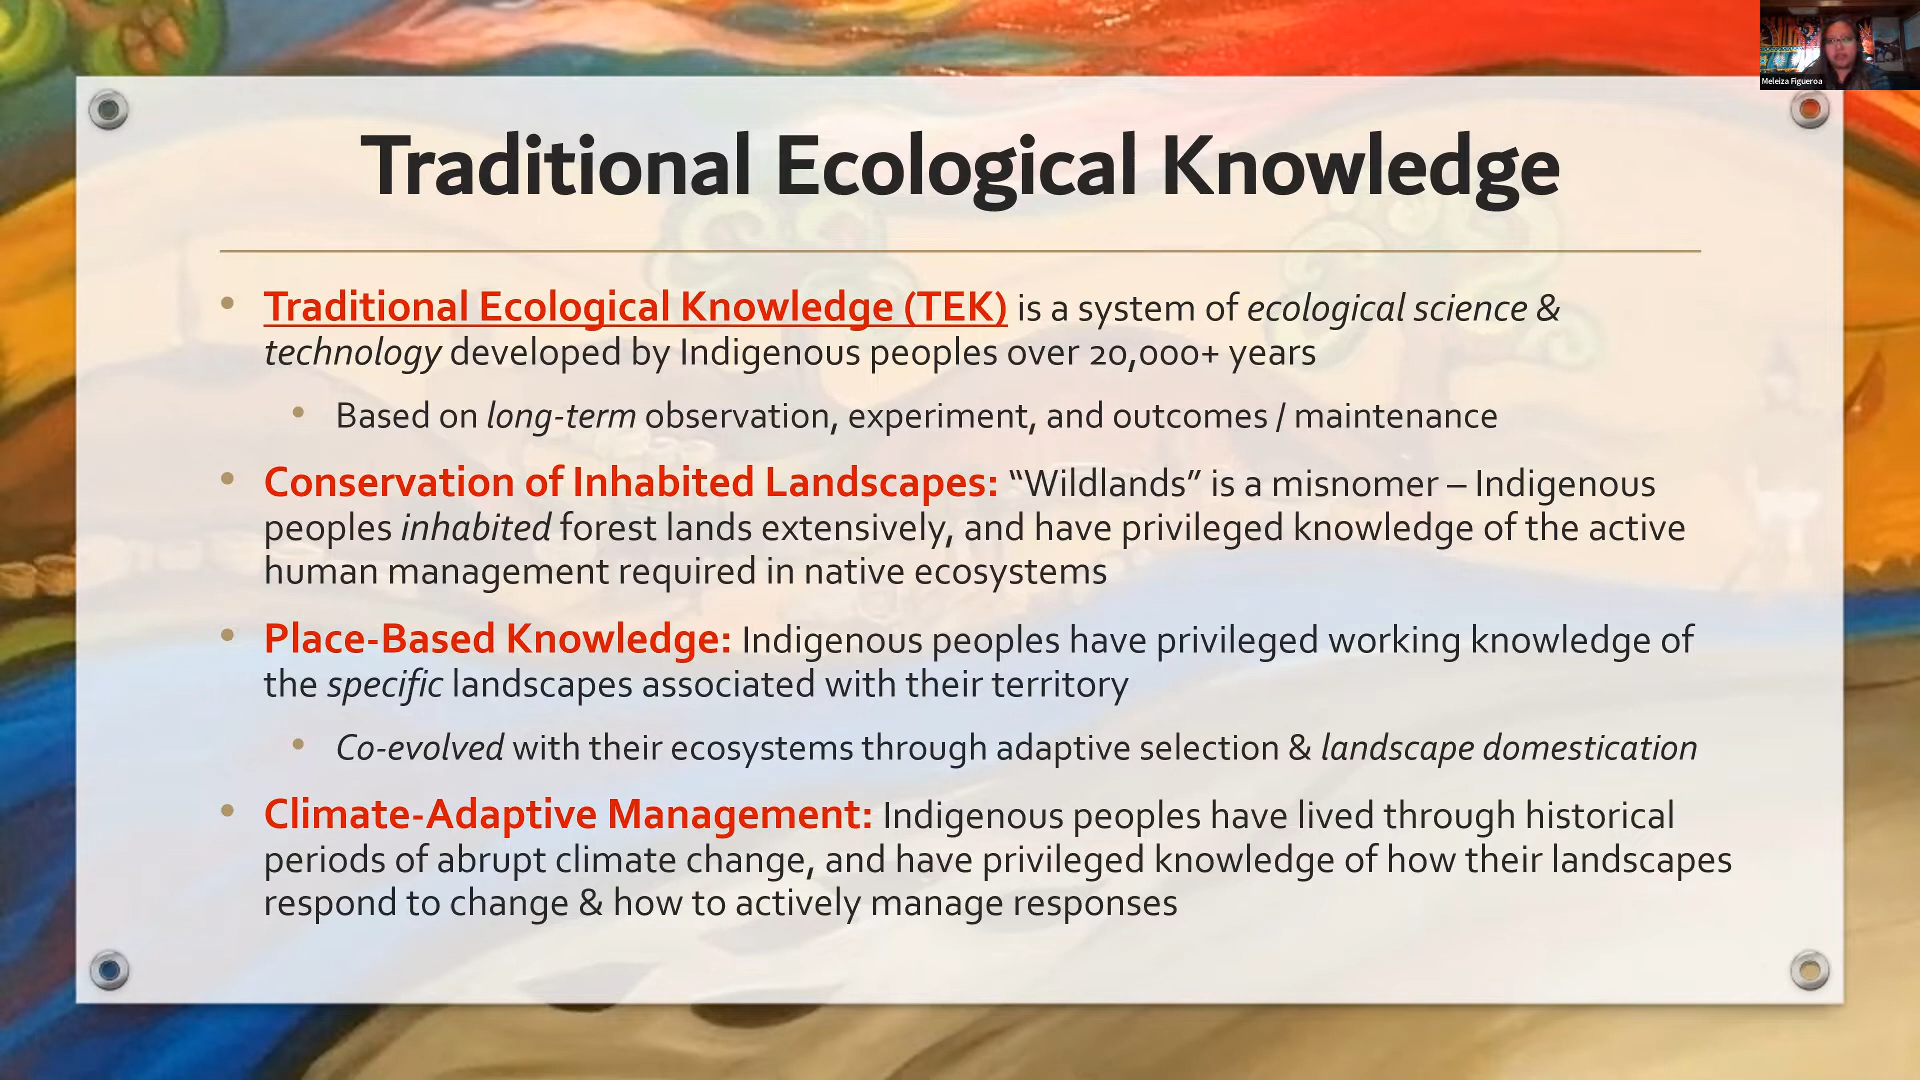 Meleiza Figueroa
Traditional Ecological Knowledge
• Traditional Ecological Knowledge (TEK) is a system of ecological science &
technology developed by Indigenous peoples over 20,000+ years
• Based on long-term observation, experiment, and outcomes / maintenance
• Conservation of Inhabited Landscapes: “Wildlands” is a misnomer – Indigenous
peoples inhabited forest lands extensively, and have privileged knowledge of the active
human management required in native ecosystems
• Place-Based Knowledge: Indigenous peoples have privileged working knowledge of
the specific landscapes associated with their territory
• Co-evolved with their ecosystems through adaptive selection & landscape domestication
• Climate-Adaptive Management: Indigenous peoples have lived through historical
periods of abrupt climate change, and have privileged knowledge of how their landscapes
respond to change & how to actively manage responses